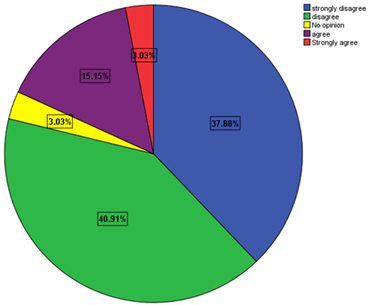 strongly disagree
disagree
No opinion
agree
Strongly agree
3.03%
15.15%
3.03%
37.88%
40.91%